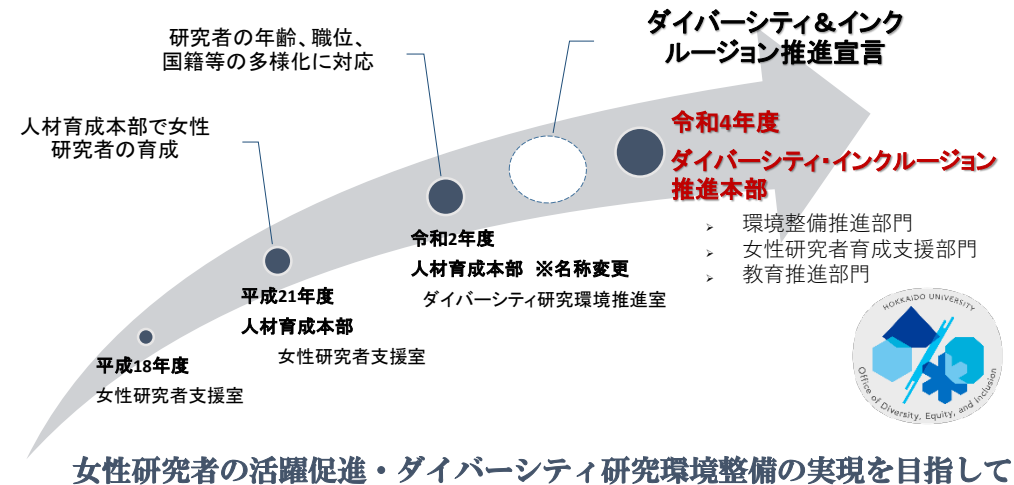 ダイバーシティ&インク
ルージョン推進宣言
研究者の年齢、職位、
国籍等の多様化に対応
人材育成本部で女性
研究者の育成
令和4年度
ダイバーシティ・インクルージョン
推進本部
➢ 環境整備推進部門
➢ 女性研究者育成支援部門
➢ 教育推進部門
令和2年度
人材育成本部 ※名称変更
ダイバーシティ研究環境推進室
平成21年度
人材育成本部
女性研究者支援室
平成18年度
女性研究者支援室
HOKKAIDO UNIVERSITY
Office of Diversity, Equity, and Inclusion
女性研究者の活躍促進・ダイバーシティ研究環境整備の実現を目指して